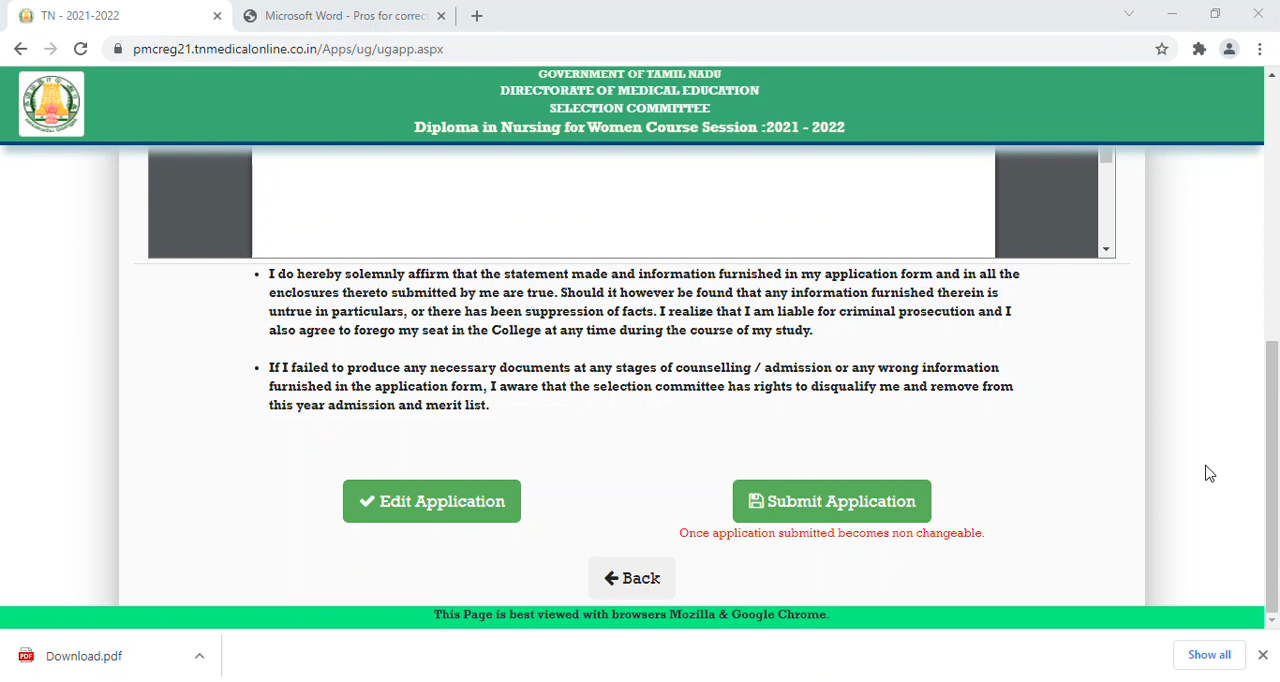 TN - 2021-2022
Microsoft Word - Pros for correc
pmcreg21.tnmedicalonline.co.in/Apps/ug/ugapp.aspx
GOVERNMENT OF TAMIL NADU
DIRECTORATE OF MEDICAL EDUCATION
SELECTION COMMITTEE
Diploma in Nursing for Women Course Session :2021 - 2022
• I do hereby solemnly affirm that the statement made and information furnished in my application form and in all the
enclosures thereto submitted by me are true. Should it however be found that any information furnished therein is
untrue in particulars, or there has been suppression of facts. I realize that I am liable for criminal prosecution and I
also agree to forego my seat in the College at any time during the course of my study.
• If I failed to produce any necessary documents at any stages of counselling / admission or any wrong information
furnished in the application form, I aware that the selection committee has rights to disqualify me and remove from
this year admission and merit list.
Edit Application
Submit Application
Once application submitted becomes non changeable.
Back
This Page is best viewed with browsers Mozilla & Google Chrome.
PDF
Download.pdf
Show all